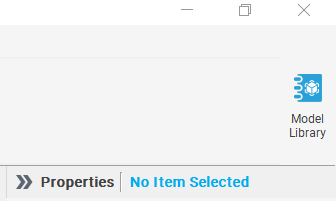 Model
Library
Properties
No Item Selected